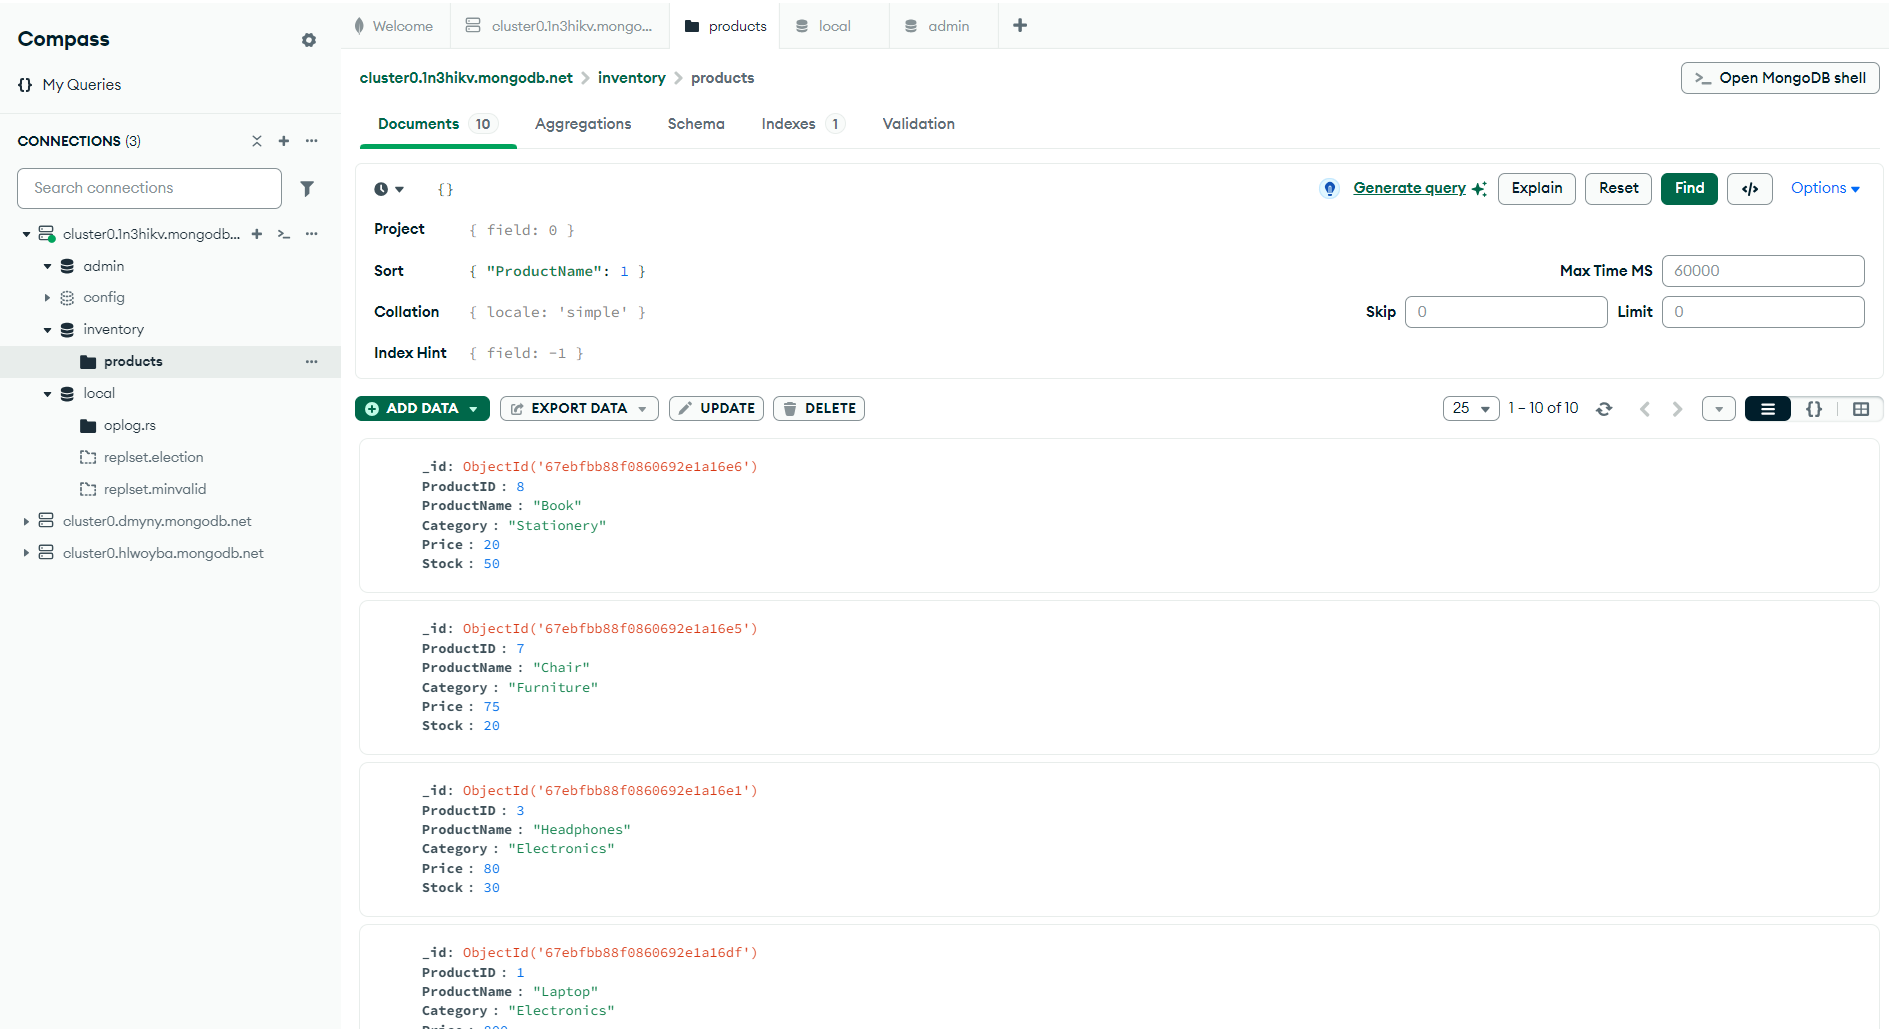 Compass
{} My Queries
CONNECTIONS (3)
Search connections
cluster0.1n3hikv.mongodb...
admin
config
inventory
products
local
oplog.rs
replset.election
replset.minvalid
cluster0.dmyny.mongodb.net
cluster0.hlwoyba.mongodb.net
Welcome
cluster0.1n3hikv.mongo...
products
local
admin
cluster0.1n3hikv.mongodb.net > inventory > products
>_ Open MongoDB shell
Documents 10
Aggregations
Schema
Indexes 1
Validation
{}
Generate query
Explain
Reset
Find
</>
Options
Project { field: 0 }
Sort { "ProductName": 1 }
Max Time MS 60000
Collation { locale: 'simple' }
Skip 0
Limit 0
Index Hint { field: -1 }
ADD DATA
EXPORT DATA
UPDATE
DELETE
25
1 – 10 of 10
{}
_id: ObjectId('67ebfbb88f0860692e1a16e6')
ProductID : 8
ProductName : "Book"
Category : "Stationery"
Price : 20
Stock : 50
_id: ObjectId('67ebfbb88f0860692e1a16e5')
ProductID : 7
ProductName : "Chair"
Category : "Furniture"
Price : 75
Stock : 20
_id: ObjectId('67ebfbb88f0860692e1a16e1')
ProductID : 3
ProductName : "Headphones"
Category : "Electronics"
Price : 80
Stock : 30
_id: ObjectId('67ebfbb88f0860692e1a16df')
ProductID : 1
ProductName : "Laptop"
Category : "Electronics"
Price : 800